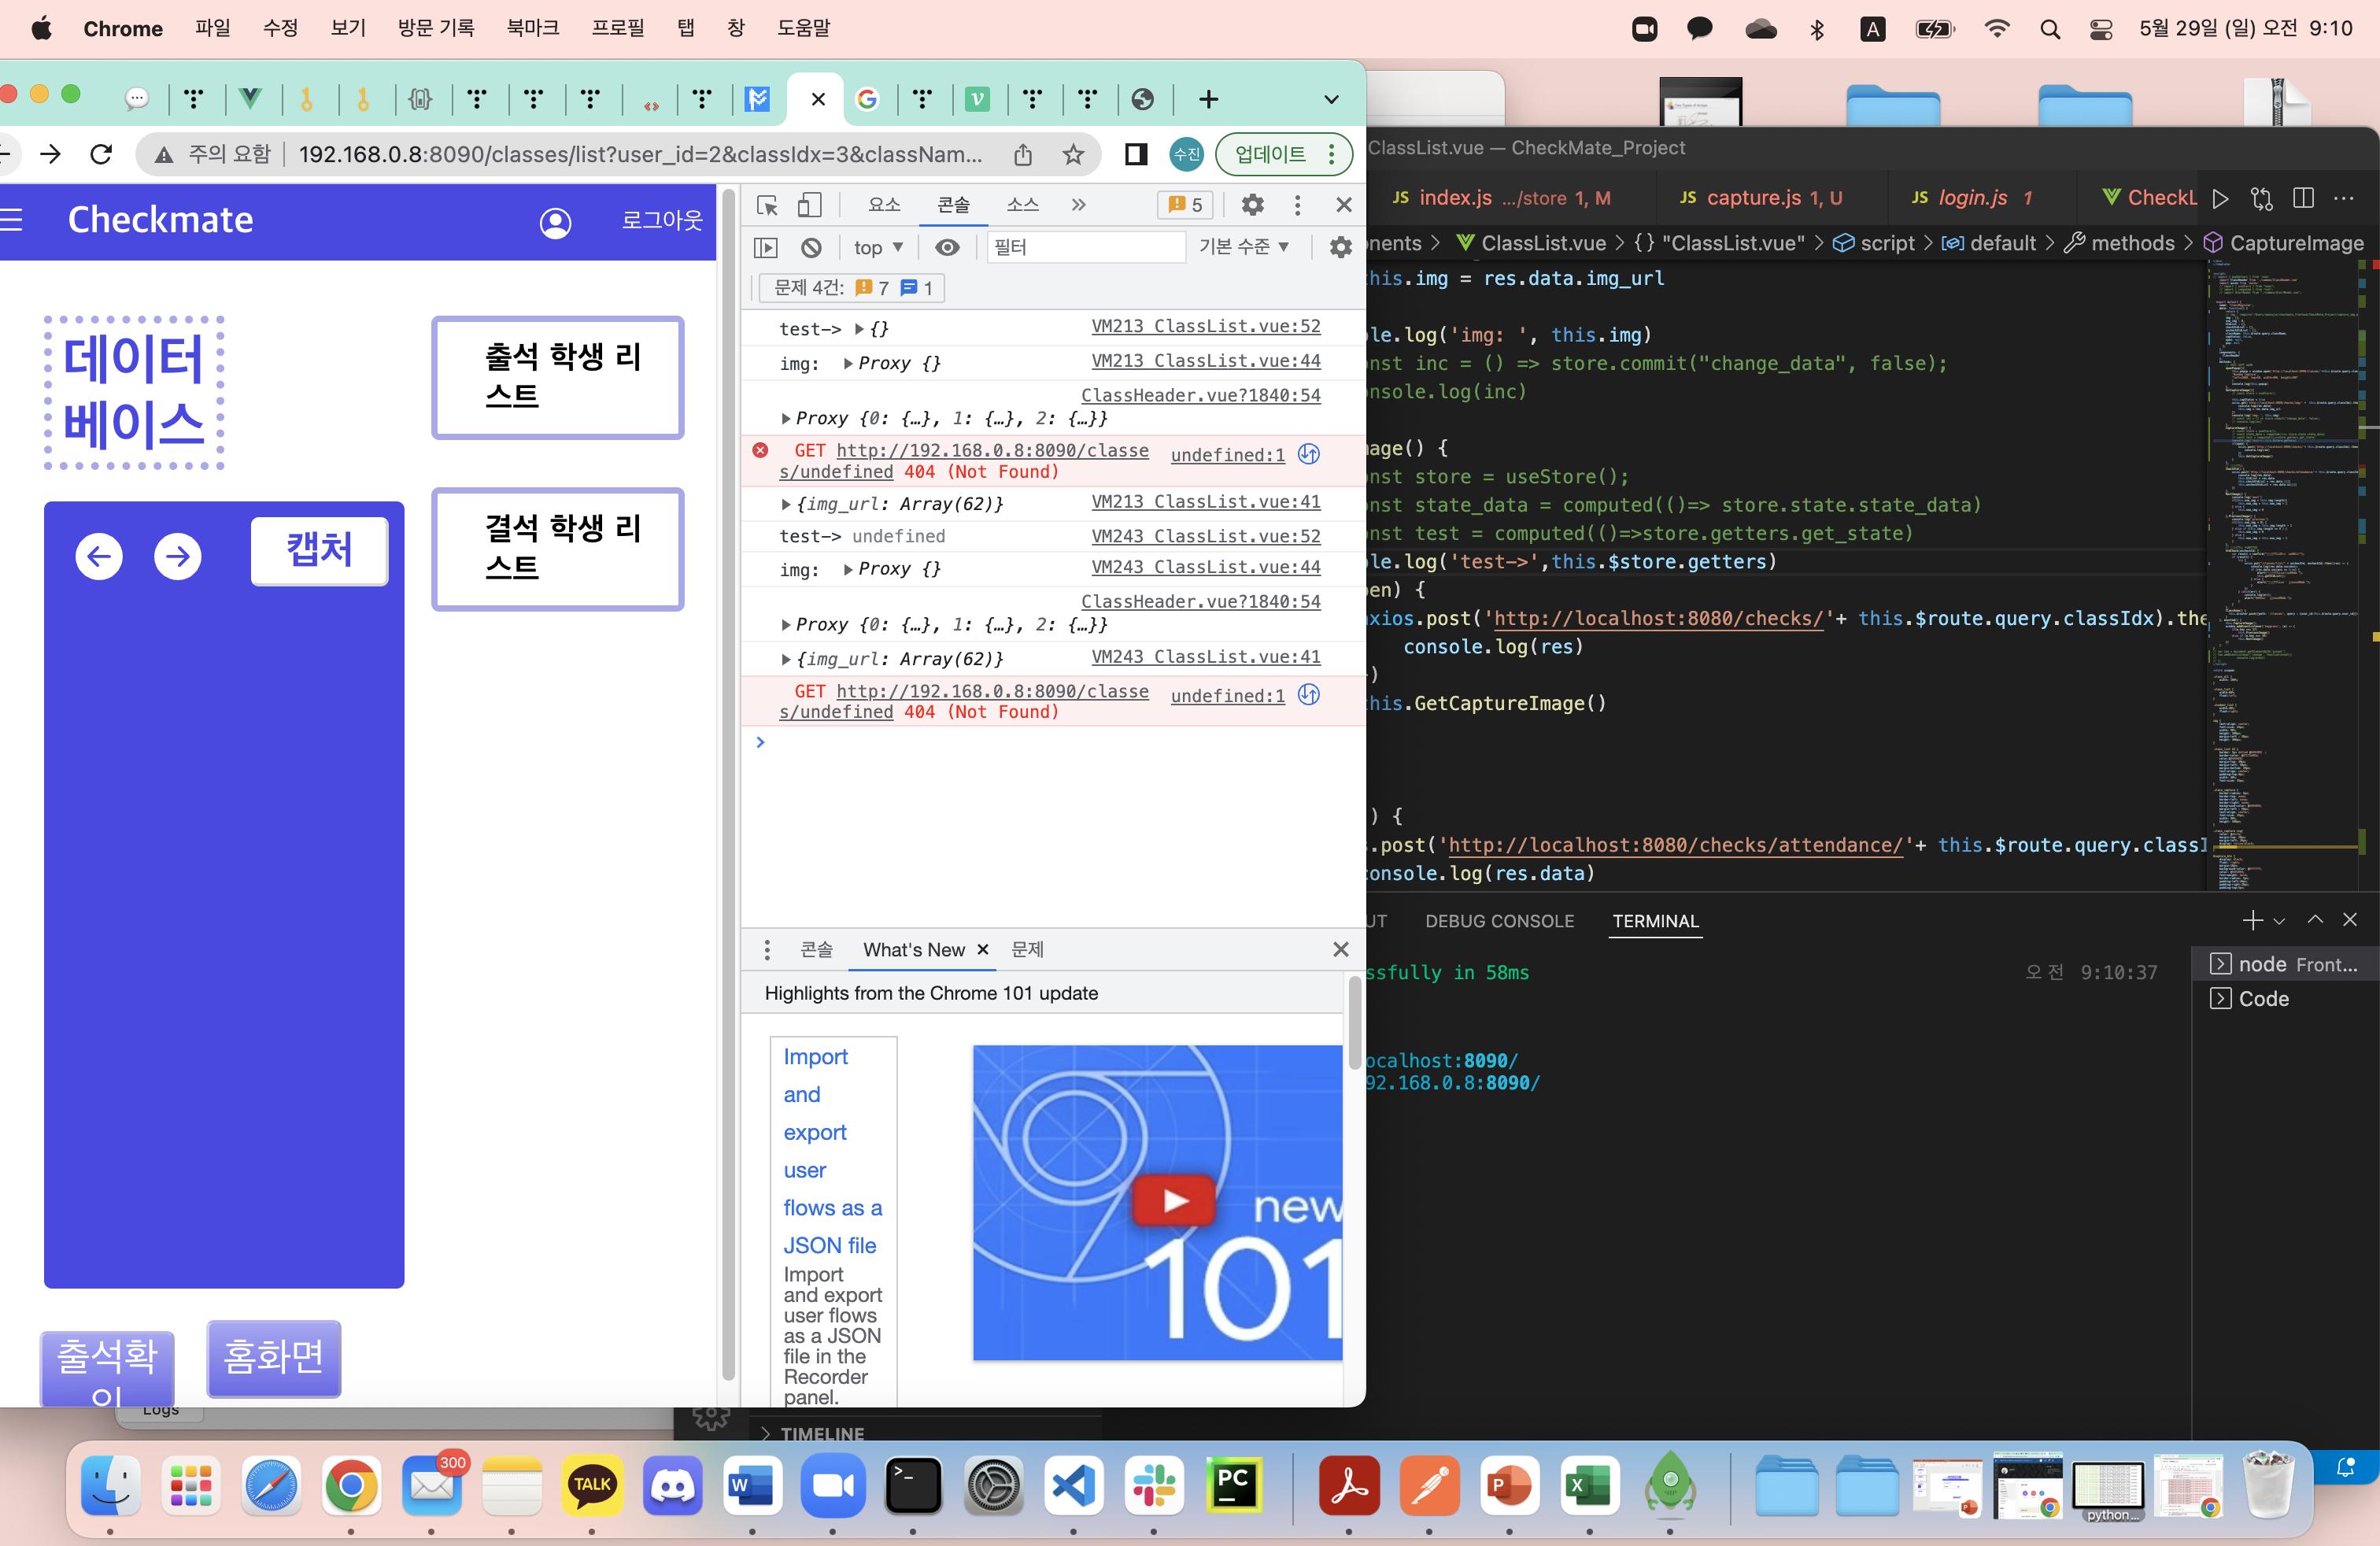 Chrome 파일 수정 보기 방문 기록 북마크 프로필 탭 창 도움말
A
5월 29일 (일) 오전 9:10
주의 요함 192.168.0.8:8090/classes/list?user_id=2&classIdx=3&classNam...
수진
업데이트
Checkmate
로그아웃
데이터
베이스
출석 학생 리
스트
결석 학생 리
스트
캡처
출석확
인
홈화면
요소
콘솔
소스
5
top
필터
기본 수준
문제 4건: 7 1
test-> {} VM213 ClassList.vue:52
img: Proxy {} VM213 ClassList.vue:44
ClassHeader.vue?1840:54
Proxy {0: {…}, 1: {…}, 2: {…}}
GET http://192.168.0.8:8090/classe undefined:1
s/undefined 404 (Not Found)
{img_url: Array(62)} VM213 ClassList.vue:41
test-> undefined VM243 ClassList.vue:52
img: Proxy {} VM243 ClassList.vue:44
ClassHeader.vue?1840:54
Proxy {0: {…}, 1: {…}, 2: {…}}
{img_url: Array(62)} VM243 ClassList.vue:41
GET http://192.168.0.8:8090/classe undefined:1
s/undefined 404 (Not Found)
콘솔 What's New 문제
Highlights from the Chrome 101 update
Import
and
export
user
flows as a
JSON file
Import
and export
user flows
as a JSON
file in the
Recorder
panel.
new
101
Logs
ClassList.vue — CheckMate_Project
JS index.js .../store 1, M
JS capture.js 1, U
JS login.js 1
CheckL
nents > ClassList.vue > {} "ClassList.vue" > script > default > methods > CaptureImage
his.img = res.data.img_url
le.log('img: ', this.img)
nst inc = () => store.commit("change_data", false);
nsole.log(inc)
age() {
nst store = useStore();
nst state_data = computed(()=> store.state.state_data)
nst test = computed(()=>store.getters.get_state)
le.log('test->',this.$store.getters)
en) {
xios.post('http://localhost:8080/checks/'+ this.$route.query.classIdx).the
console.log(res)
)
his.GetCaptureImage()
) {
.post('http://localhost:8080/checks/attendance/'+ this.$route.query.classI
onsole.log(res.data)
UT DEBUG CONSOLE TERMINAL
ssfully in 58ms
오전 9:10:37
ocalhost:8090/
92.168.0.8:8090/
node Front...
Code
TIMELINE
300
TALK
W
PC
P
X
python...